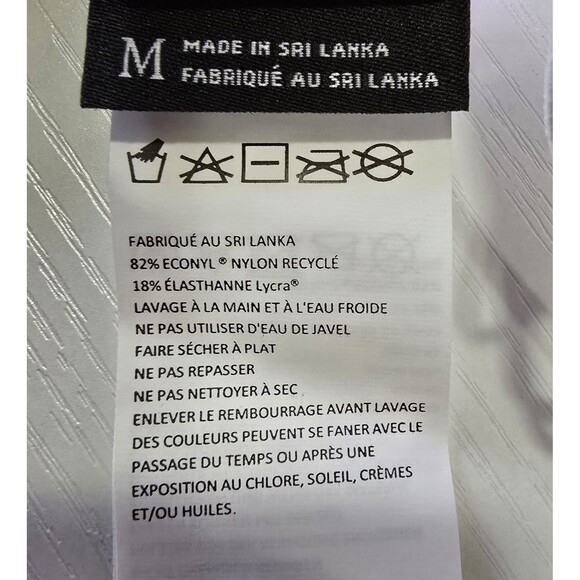 M MADE IN SRI LANKA
FABRIQUÉ AU SRI LANKA
FABRIQUÉ AU SRI LANKA
82% ECONYL® NYLON RECYCLÉ
18% ÉLASTHANNE Lycra®
LAVAGE À LA MAIN ET À L'EAU FROIDE
NE PAS UTILISER D'EAU DE JAVEL
FAIRE SÉCHER À PLAT
NE PAS REPASSER
NE PAS NETTOYER À SEC
ENLEVER LE REMBOURRAGE AVANT LAVAGE
DES COULEURS PEUVENT SE FANER AVEC LE
PASSAGE DU TEMPS OU APRÈS UNE
EXPOSITION AU CHLORE, SOLEIL, CRÈMES
ET/OU HUILES.